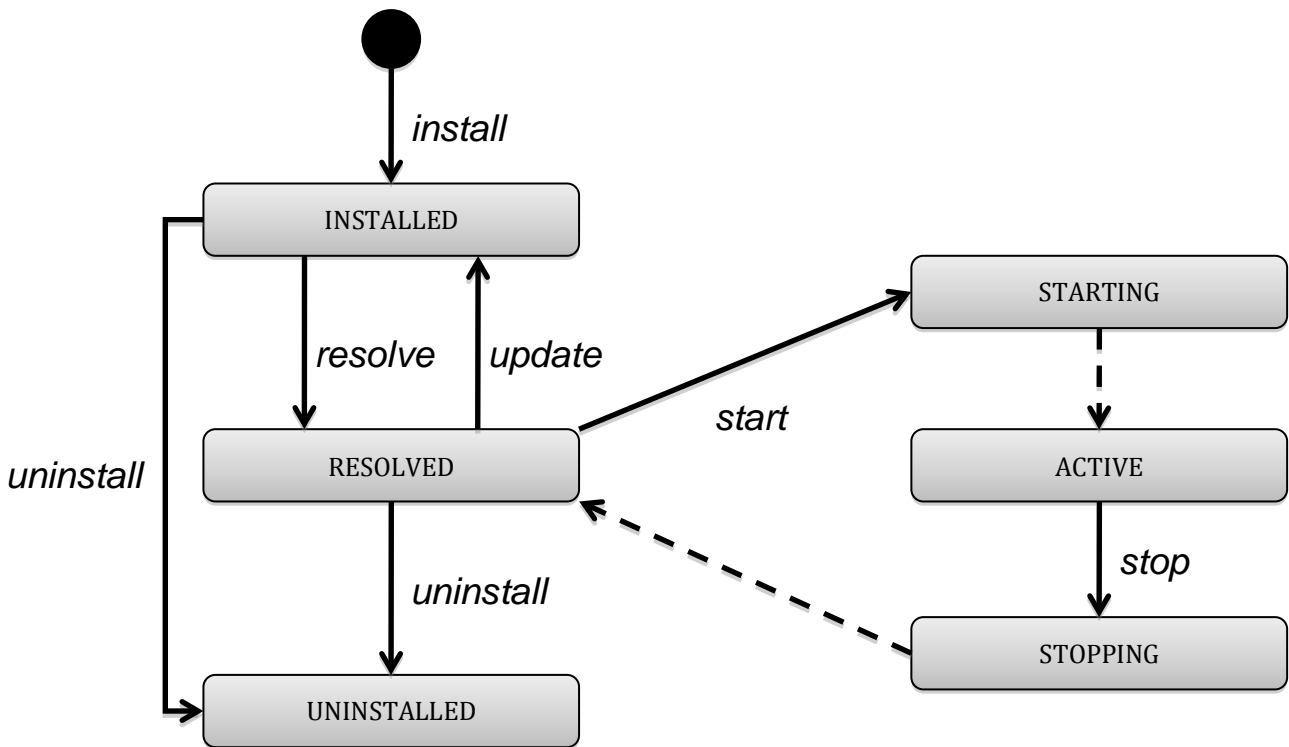 install
INSTALLED
STARTING
resolve
update
start
RESOLVED
ACTIVE
uninstall
stop
uninstall
STOPPING
UNINSTALLED